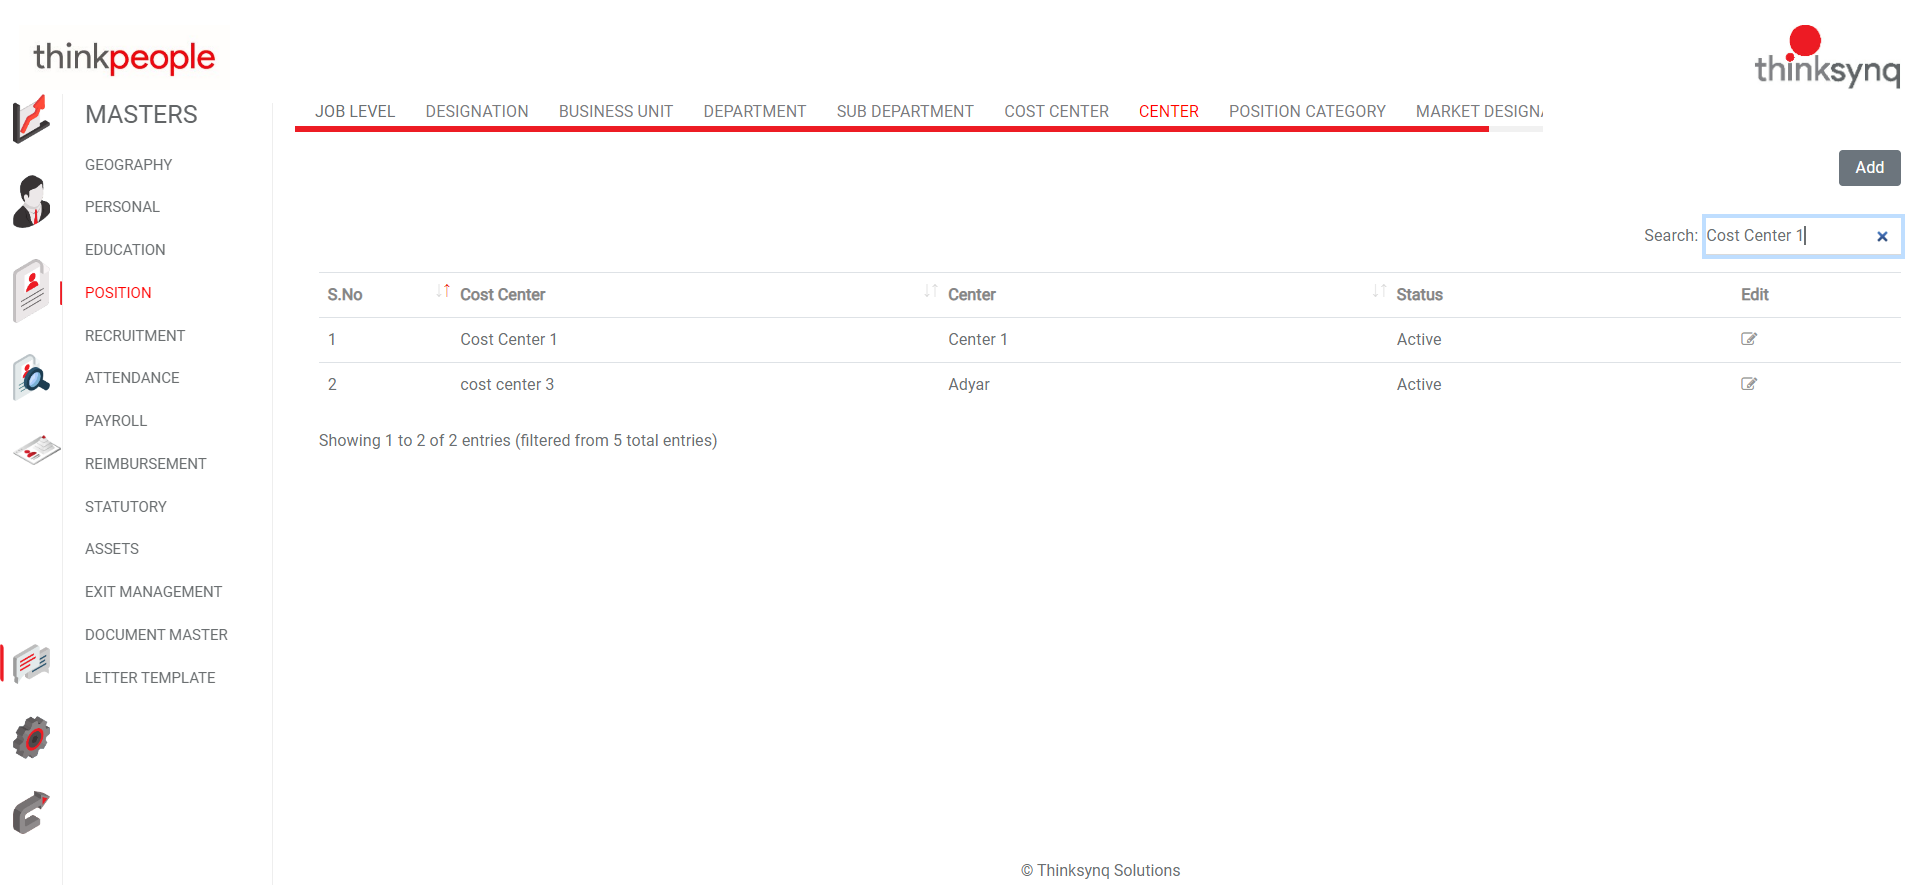 thinkpeople
thinksynq
MASTERS
GEOGRAPHY
PERSONAL
EDUCATION
POSITION
RECRUITMENT
ATTENDANCE
PAYROLL
REIMBURSEMENT
STATUTORY
ASSETS
EXIT MANAGEMENT
DOCUMENT MASTER
LETTER TEMPLATE
JOB LEVEL DESIGNATION BUSINESS UNIT DEPARTMENT SUB DEPARTMENT COST CENTER CENTER POSITION CATEGORY MARKET DESIGNA
Add
Search: Cost Center 1
S.No Cost Center Center Status Edit
1 Cost Center 1 Center 1 Active
2 cost center 3 Adyar Active
Showing 1 to 2 of 2 entries (filtered from 5 total entries)
© Thinksynq Solutions